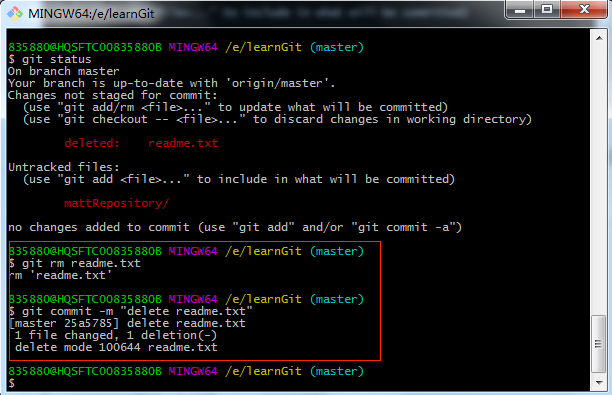 MINGW64:/e/learnGit
835880@HQSFTCOO835880B MINGW64 /e/learnGit (master)
$ git status
On branch master
Your branch is up-to-date with 'origin/master'.
Changes not staged for commit:
  (use "git add/rm <file>..." to update what will be committed)
  (use "git checkout -- <file>..." to discard changes in working directory)
        deleted:    readme.txt
Untracked files:
  (use "git add <file>..." to include in what will be committed)
        mattRepository/
no changes added to commit (use "git add" and/or "git commit -a")
835880@HQSFTCOO835880B MINGW64 /e/learnGit (master)
$ git rm readme.txt
rm 'readme.txt'
835880@HQSFTCOO835880B MINGW64 /e/learnGit (master)
$ git commit -m "delete readme.txt"
[master 25a5785] delete readme.txt
 1 file changed, 1 deletion(-)
 delete mode 100644 readme.txt
835880@HQSFTCOO835880B MINGW64 /e/learnGit (master)
$